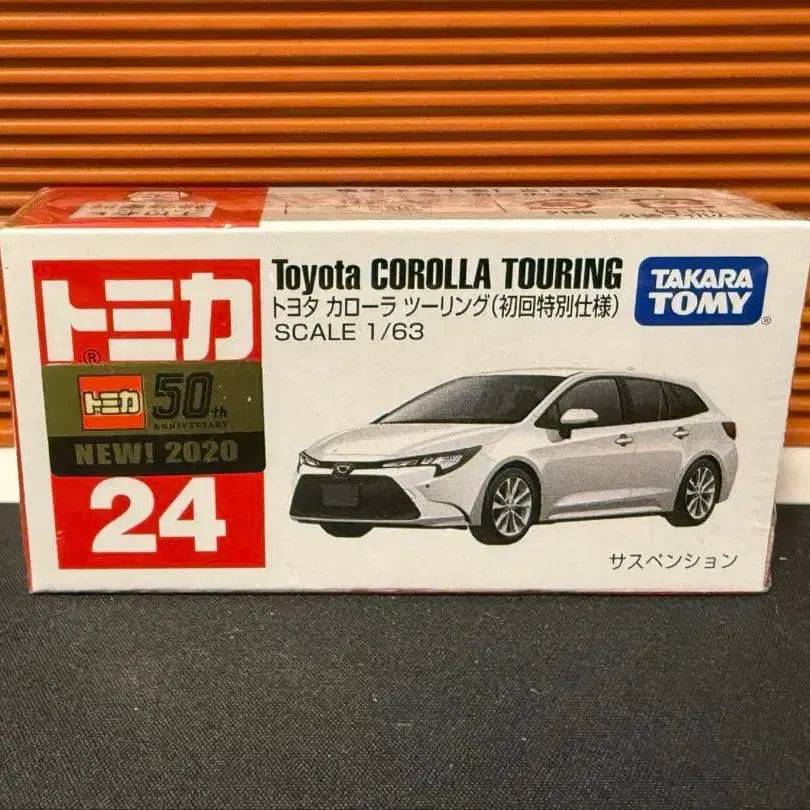 Toyota COROLLA TOURING
トヨタ カローラ ツーリング(初回特別仕様)
SCALE 1/63
TAKARA
TOMY
®
トミカ
®
トミカ 50th
ANNIVERSARY
NEW! 2020
24
サスペンション